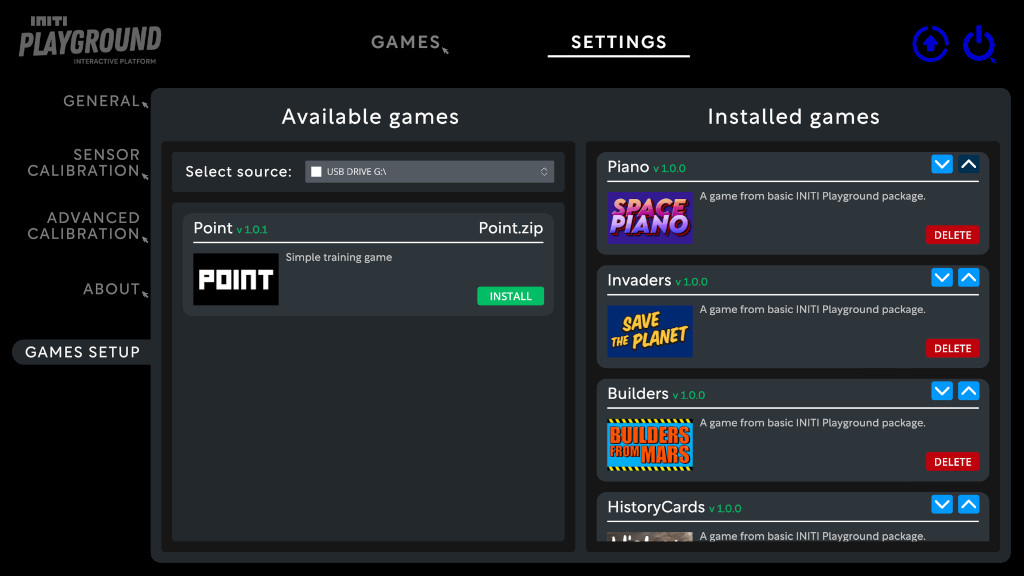 INITI
PLAYGROUND
INTERACTIVE PLATFORM
GAMES
SETTINGS
GENERAL
SENSOR
CALIBRATION
ADVANCED
CALIBRATION
ABOUT
GAMES SETUP
Available games
Select source:
USB DRIVE G:\
Point v 1.0.1
Point.zip
POINT
Simple training game
INSTALL
Installed games
Piano v 1.0.0
SPACE
PIANO
A game from basic INITI Playground package.
DELETE
Invaders v 1.0.0
SAVE
THE PLANET
A game from basic INITI Playground package.
DELETE
Builders v 1.0.0
BUILDERS
FROM MARS
A game from basic INITI Playground package.
DELETE
HistoryCards v 1.0.0
A game from basic INITI Playground package.